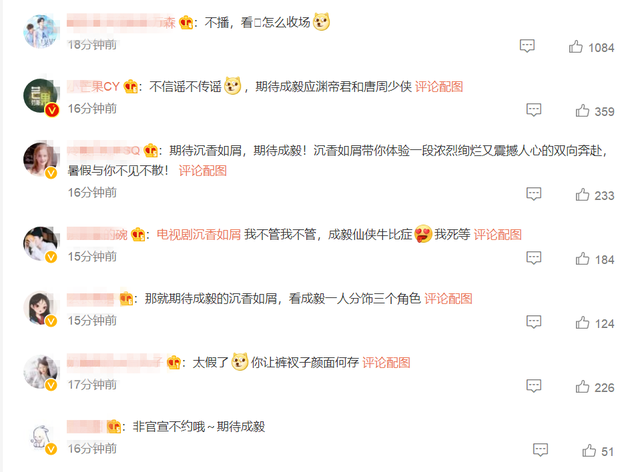 森：不播，看怎么收场
18分钟前
1084
芒果CY：不信谣不传谣，期待成毅应渊帝君和唐周少侠 评论配图
16分钟前
359
SQ：期待沉香如屑，期待成毅！沉香如屑带你体验一段浓烈绚烂又震撼人心的双向奔赴，
暑假与你不见不散！ 评论配图
16分钟前
233
碗：电视剧沉香如屑 我不管我不管，成毅仙侠牛比症 我死等 评论配图
15分钟前
184
：那就期待成毅的沉香如屑，看成毅一人分饰三个角色 评论配图
15分钟前
124
：太假了 你让裤衩子颜面何存 评论配图
17分钟前
226
：非官宣不约哦～期待成毅
16分钟前
51